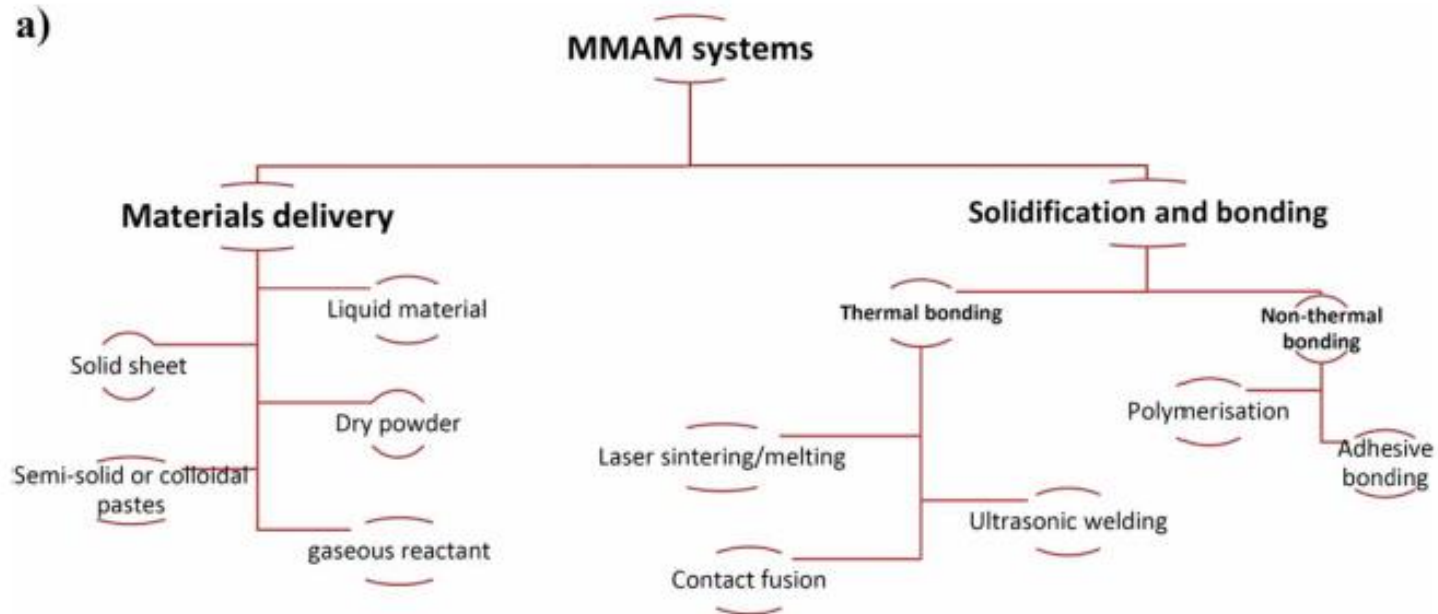 a)
MMAM systems
Materials delivery
Solidification and bonding
Liquid material
Solid sheet
Dry powder
Semi-solid or colloidal
pastes
gaseous reactant
Thermal bonding
Non-thermal
bonding
Polymerisation
Adhesive
bonding
Laser sintering/melting
Ultrasonic welding
Contact fusion